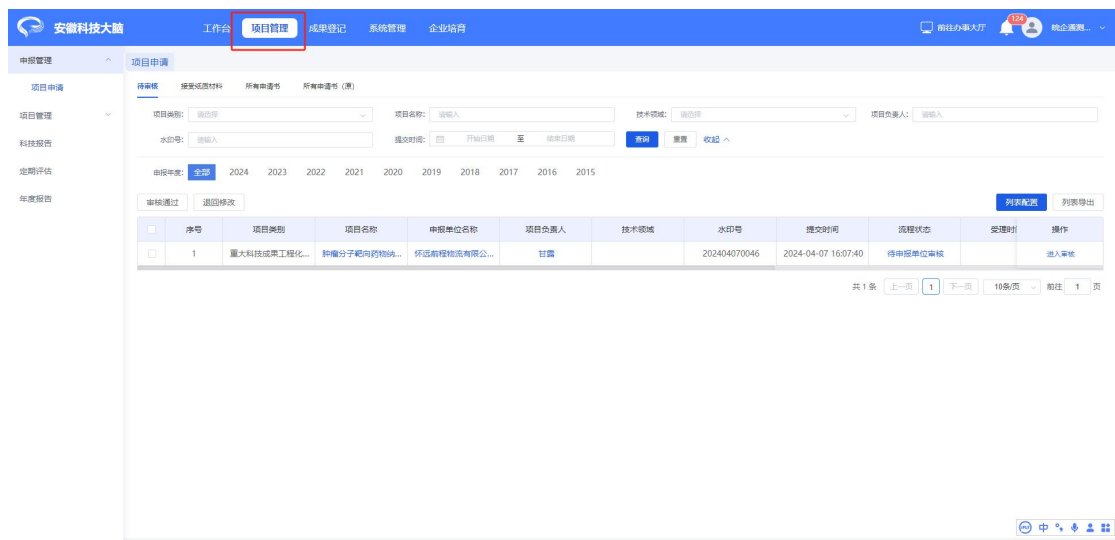 安徽科技大脑 工作台 项目管理 成果登记 系统管理 企业培育 前往办事大厅 124 皖企通测...
申报管理
项目申请
项目管理
科技报告
定期评估
年度报告
项目申请
待审核 接受纸质材料 所有申请书 所有申请书（原）
项目类别: 请选择 项目名称: 请输入 技术领域: 请选择 项目负责人: 请输入
水印号: 请输入 提交时间: 开始日期 至 结束日期 查询 重置 收起
申报年度: 全部 2024 2023 2022 2021 2020 2019 2018 2017 2016 2015
审核通过 退回修改 列表配置 列表导出
序号 项目类别 项目名称 申报单位名称 项目负责人 技术领域 水印号 提交时间 流程状态 受理时 操作
1 重大科技成果工程化... 肿瘤分子靶向药物纳... 怀远前程物流有限公... 甘露 202404070046 2024-04-07 16:07:40 待申报单位审核 进入审核
共 1 条 上一页 1 下一页 10条/页 前往 1 页
中